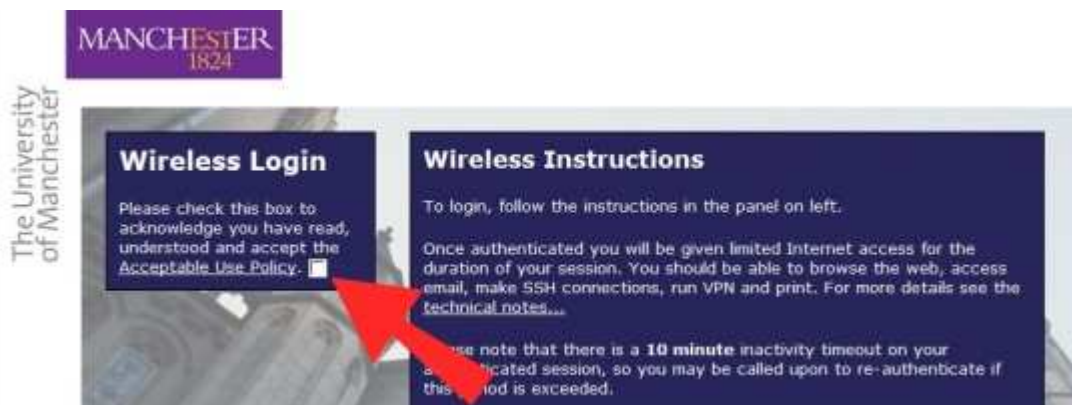 MANCHESTER
1824
The University
of Manchester
Wireless Login
Please check this box to
acknowledge you have read,
understood and accept the
Acceptable Use Policy.
Wireless Instructions
To login, follow the instructions in the panel on left.
Once authenticated you will be given limited Internet access for the
duration of your session. You should be able to browse the web, access
email, make SSH connections, run VPN and print. For more details see the
technical notes...
note that there is a 10 minute inactivity timeout on your
session, so you may be called upon to re-authenticate if
is exceeded.